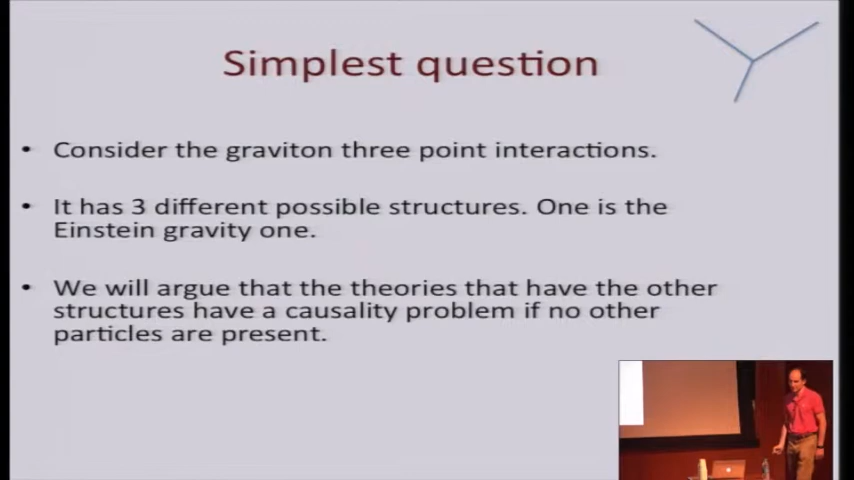 Simplest question
• Consider the graviton three point interactions.
• It has 3 different possible structures. One is the
Einstein gravity one.
• We will argue that the theories that have the other
structures have a causality problem if no other
particles are present.